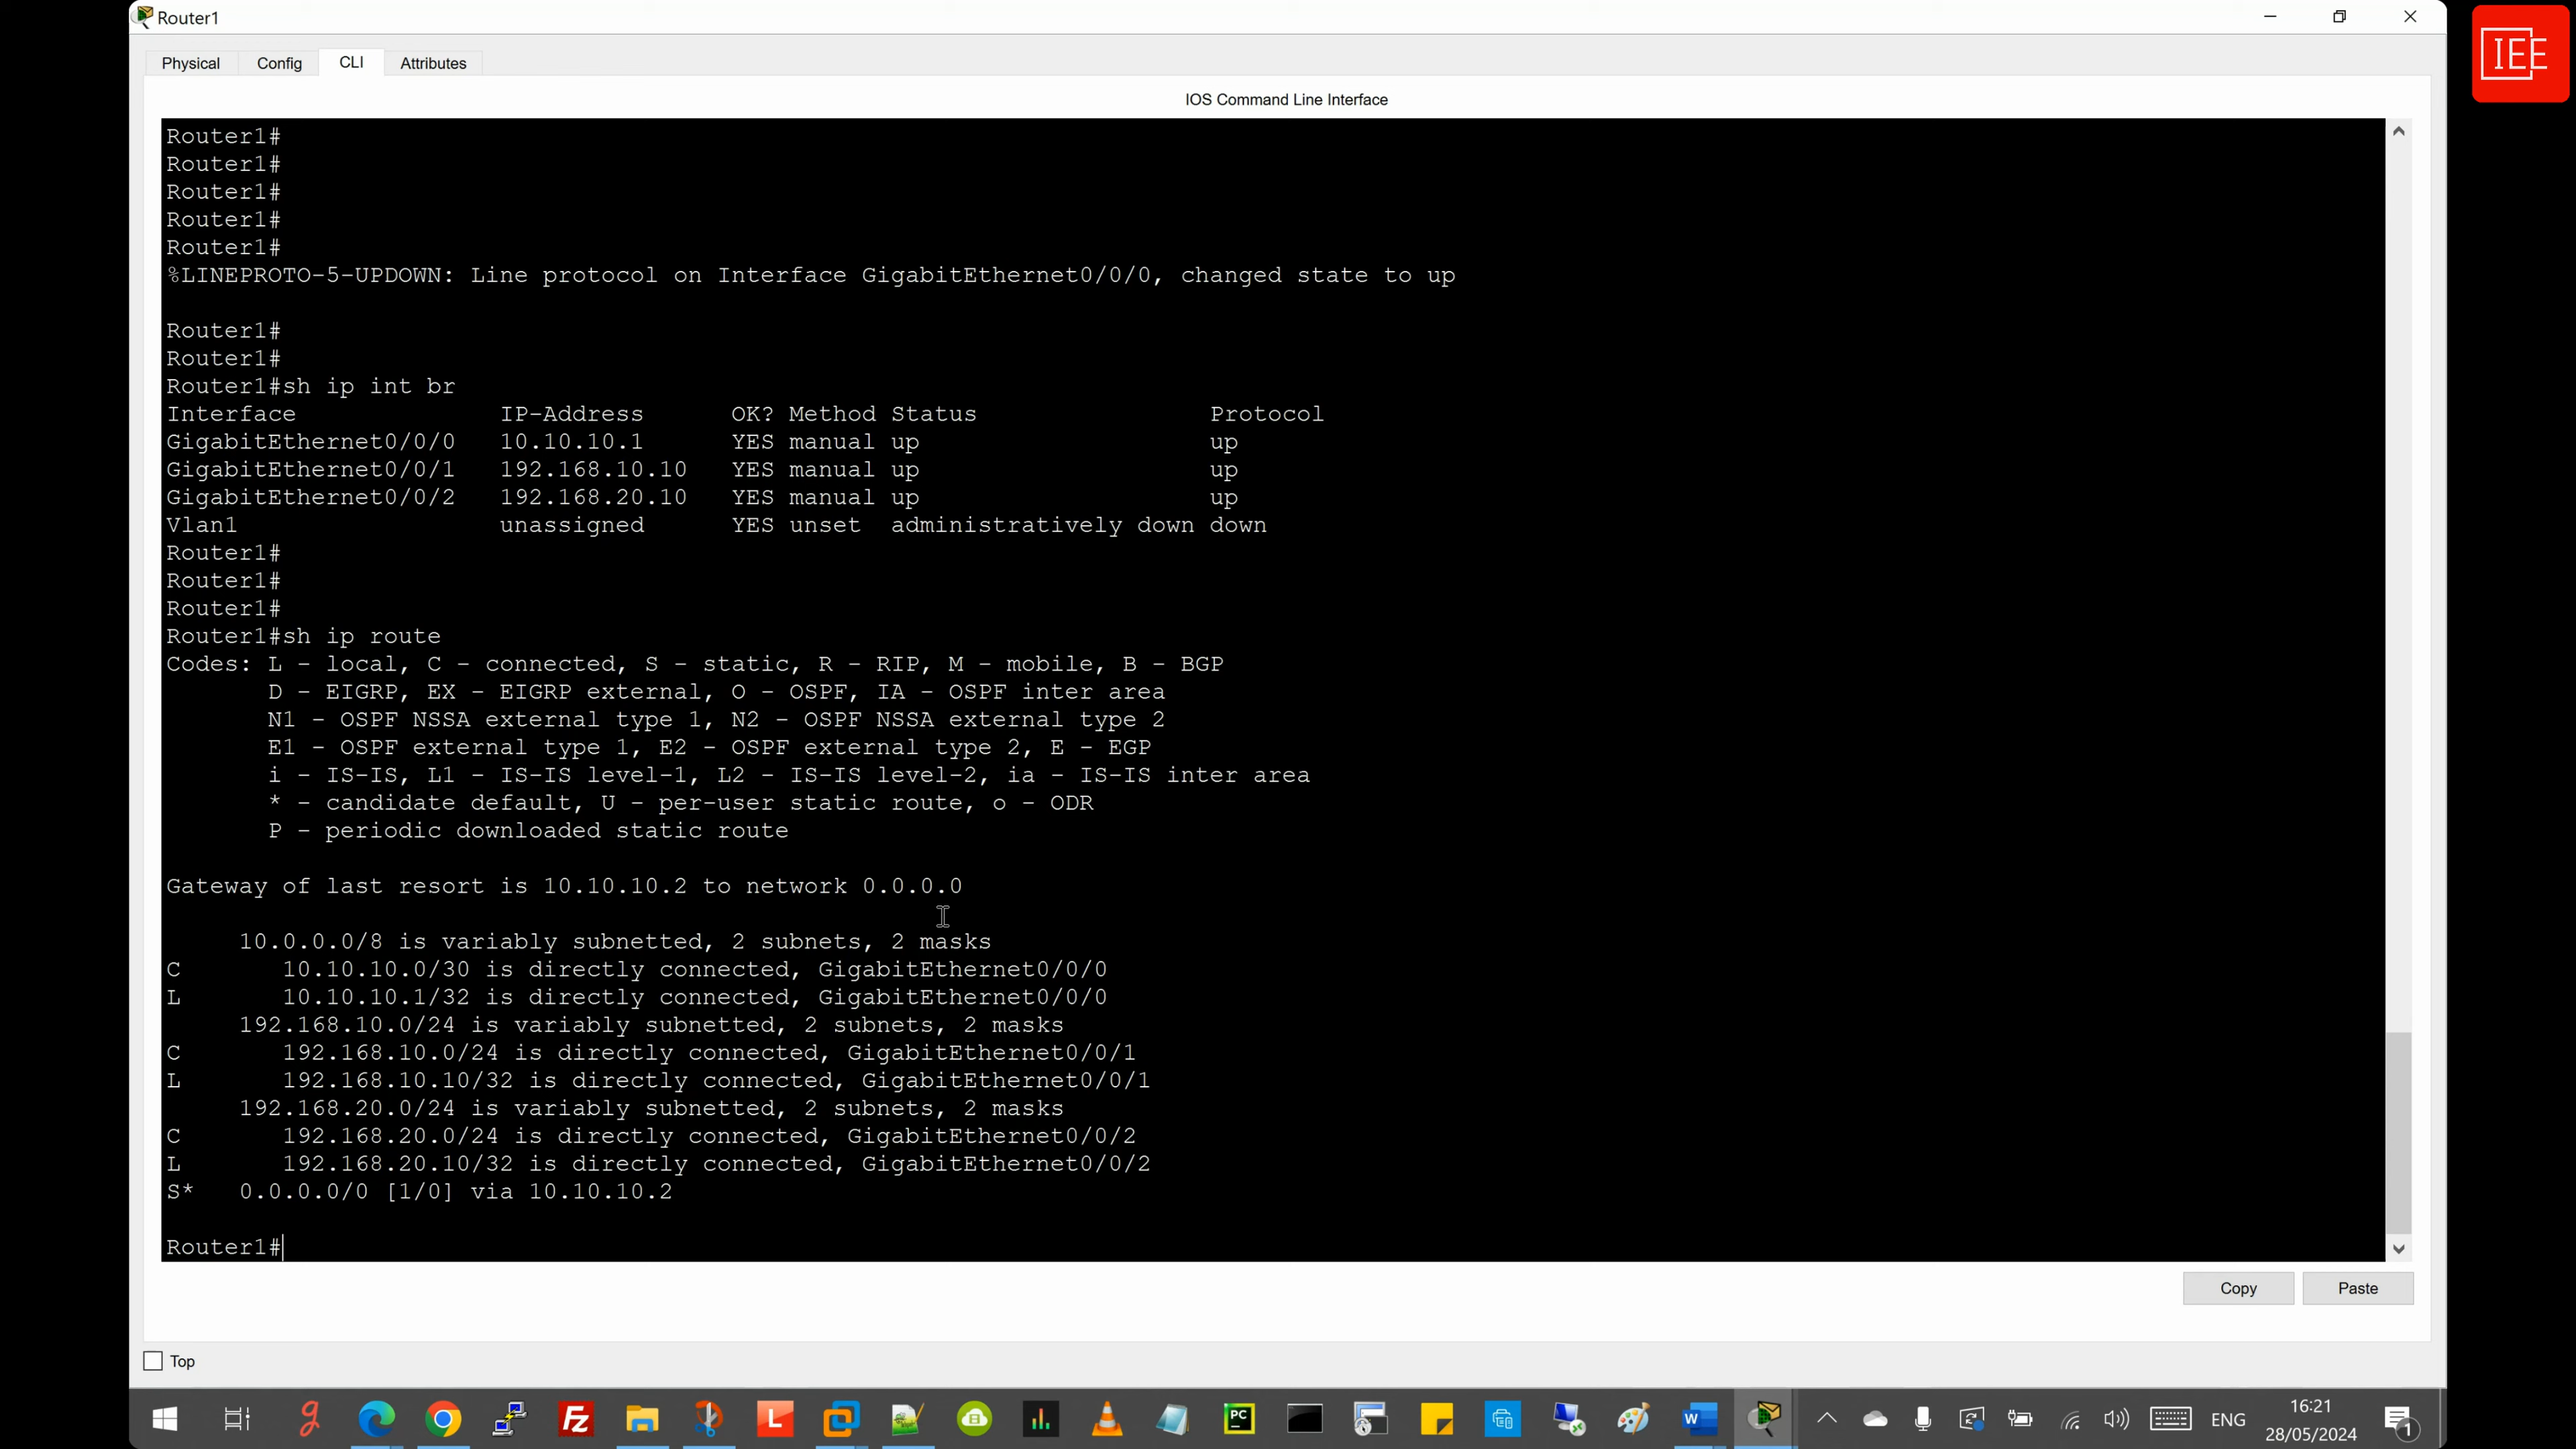 Router1
IEE
Physical Config CLI Attributes
IOS Command Line Interface
Router1#
Router1#
Router1#
Router1#
Router1#
%LINEPROTO-5-UPDOWN: Line protocol on Interface GigabitEthernet0/0/0, changed state to up
Router1#
Router1#
Router1#sh ip int br
Interface IP-Address OK? Method Status Protocol
GigabitEthernet0/0/0 10.10.10.1 YES manual up up
GigabitEthernet0/0/1 192.168.10.10 YES manual up up
GigabitEthernet0/0/2 192.168.20.10 YES manual up up
Vlan1 unassigned YES unset administratively down down
Router1#
Router1#
Router1#
Router1#sh ip route
Codes: L - local, C - connected, S - static, R - RIP, M - mobile, B - BGP
D - EIGRP, EX - EIGRP external, O - OSPF, IA - OSPF inter area
N1 - OSPF NSSA external type 1, N2 - OSPF NSSA external type 2
E1 - OSPF external type 1, E2 - OSPF external type 2, E - EGP
i - IS-IS, L1 - IS-IS level-1, L2 - IS-IS level-2, ia - IS-IS inter area
* - candidate default, U - per-user static route, o - ODR
P - periodic downloaded static route
Gateway of last resort is 10.10.10.2 to network 0.0.0.0
10.0.0.0/8 is variably subnetted, 2 subnets, 2 masks
C 10.10.10.0/30 is directly connected, GigabitEthernet0/0/0
L 10.10.10.1/32 is directly connected, GigabitEthernet0/0/0
192.168.10.0/24 is variably subnetted, 2 subnets, 2 masks
C 192.168.10.0/24 is directly connected, GigabitEthernet0/0/1
L 192.168.10.10/32 is directly connected, GigabitEthernet0/0/1
192.168.20.0/24 is variably subnetted, 2 subnets, 2 masks
C 192.168.20.0/24 is directly connected, GigabitEthernet0/0/2
L 192.168.20.10/32 is directly connected, GigabitEthernet0/0/2
S* 0.0.0.0/0 [1/0] via 10.10.10.2
Router1#
Copy Paste
Top
ENG 16:21
28/05/2024